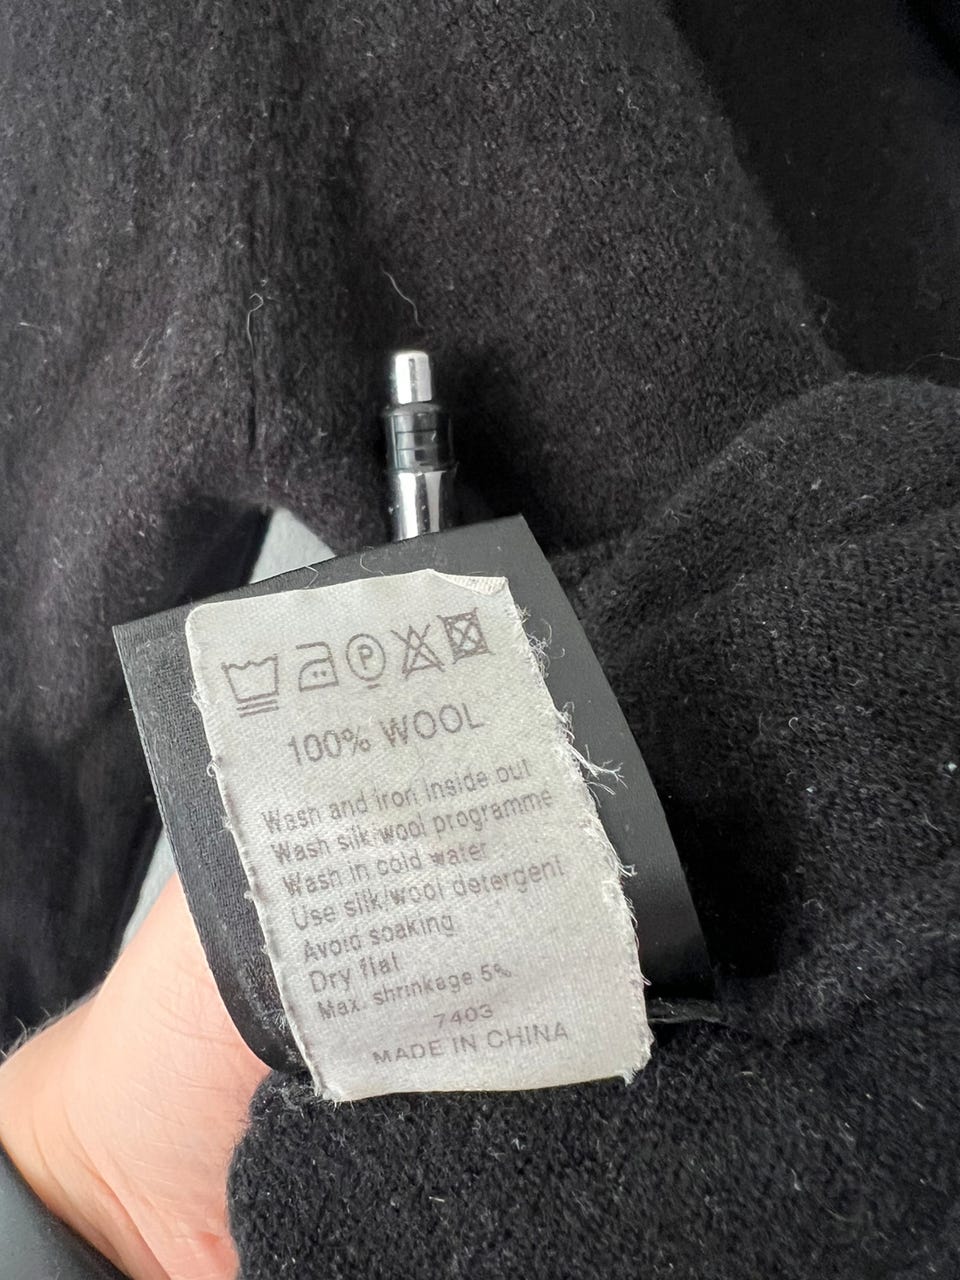 P
100% WOOL
Wash and iron inside out
Wash silk/wool programme
Wash in cold water
Use silk/wool detergent
Avoid soaking
Dry flat
Max. shrinkage 5%
7403
MADE IN CHINA